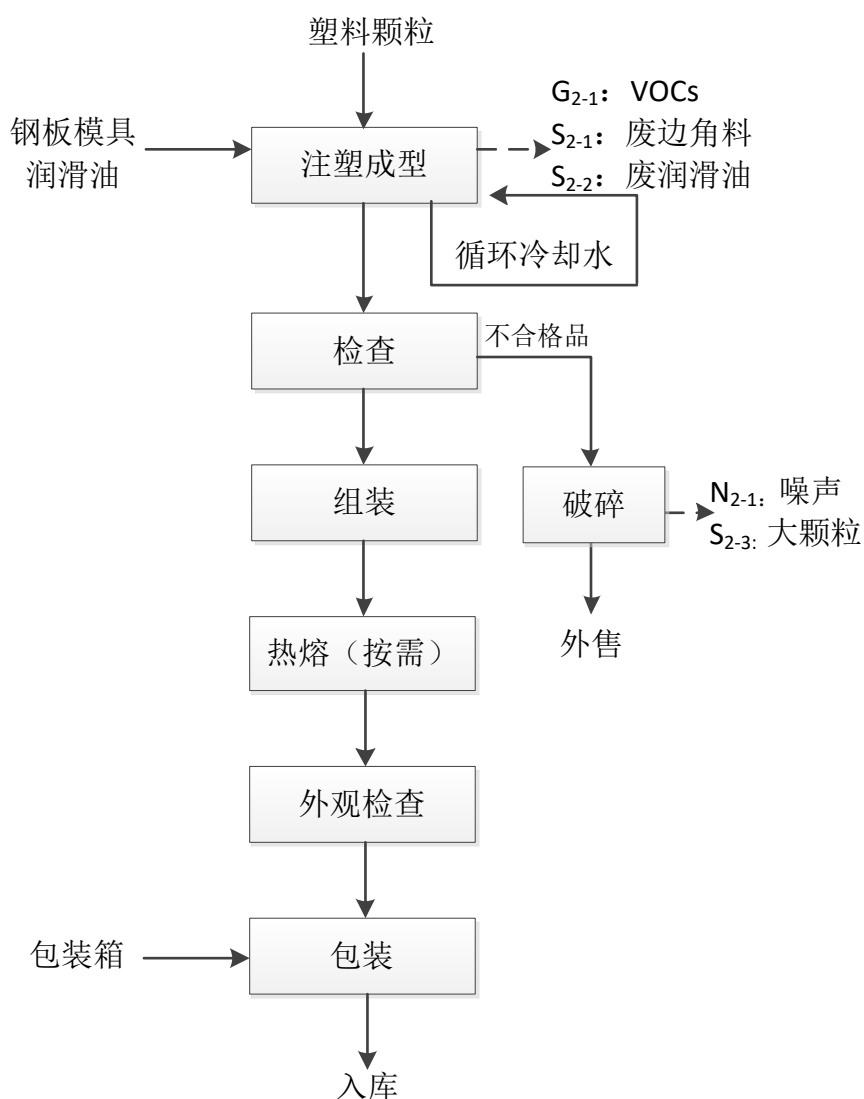 塑料颗粒
钢板模具
润滑油
注塑成型
G2-1：VOCs
S2-1：废边角料
S2-2：废润滑油
循环冷却水
检查
不合格品
组装
破碎
N2-1: 噪声
S2-3: 大颗粒
热熔（按需）
外售
外观检查
包装箱
包装
入库